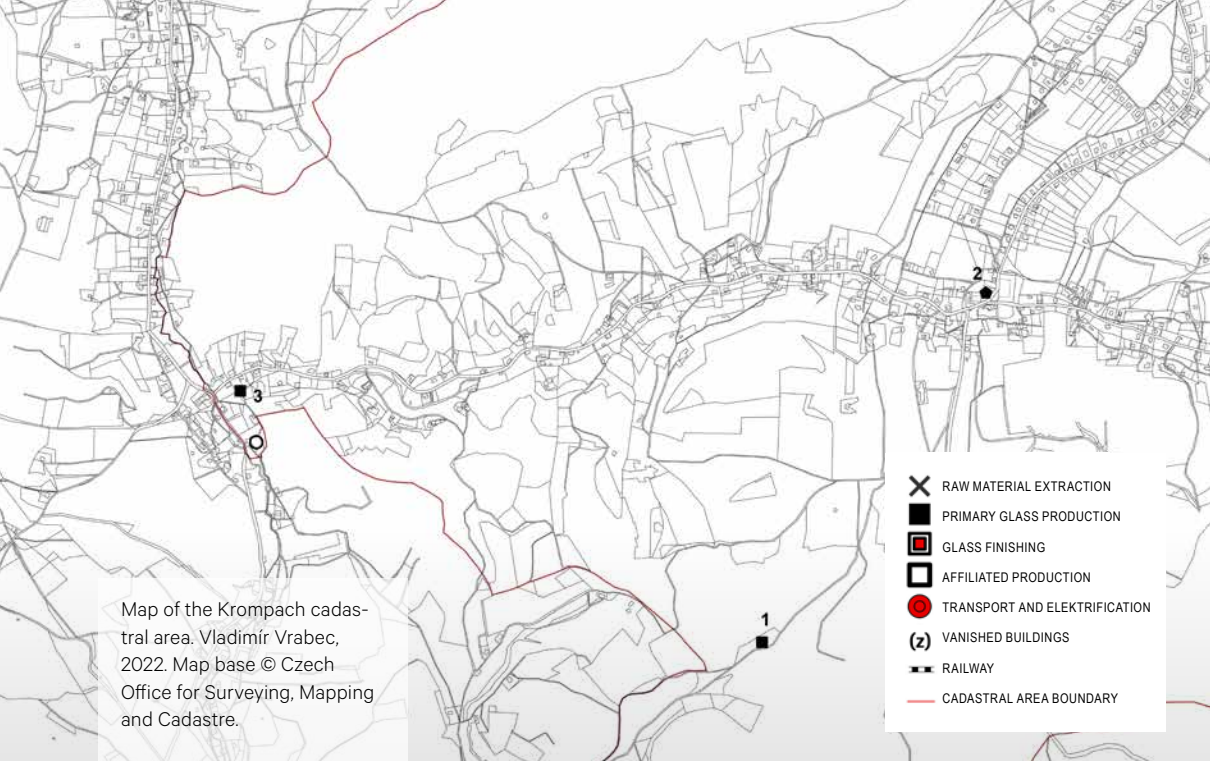 2
3
1
RAW MATERIAL EXTRACTION
PRIMARY GLASS PRODUCTION
GLASS FINISHING
AFFILIATED PRODUCTION
TRANSPORT AND ELEKTRIFICATION
(z) VANISHED BUILDINGS
RAILWAY
CADASTRAL AREA BOUNDARY
Map of the Krompach cadas-
tral area. Vladimír Vrabec,
2022. Map base © Czech
Office for Surveying, Mapping
and Cadastre.